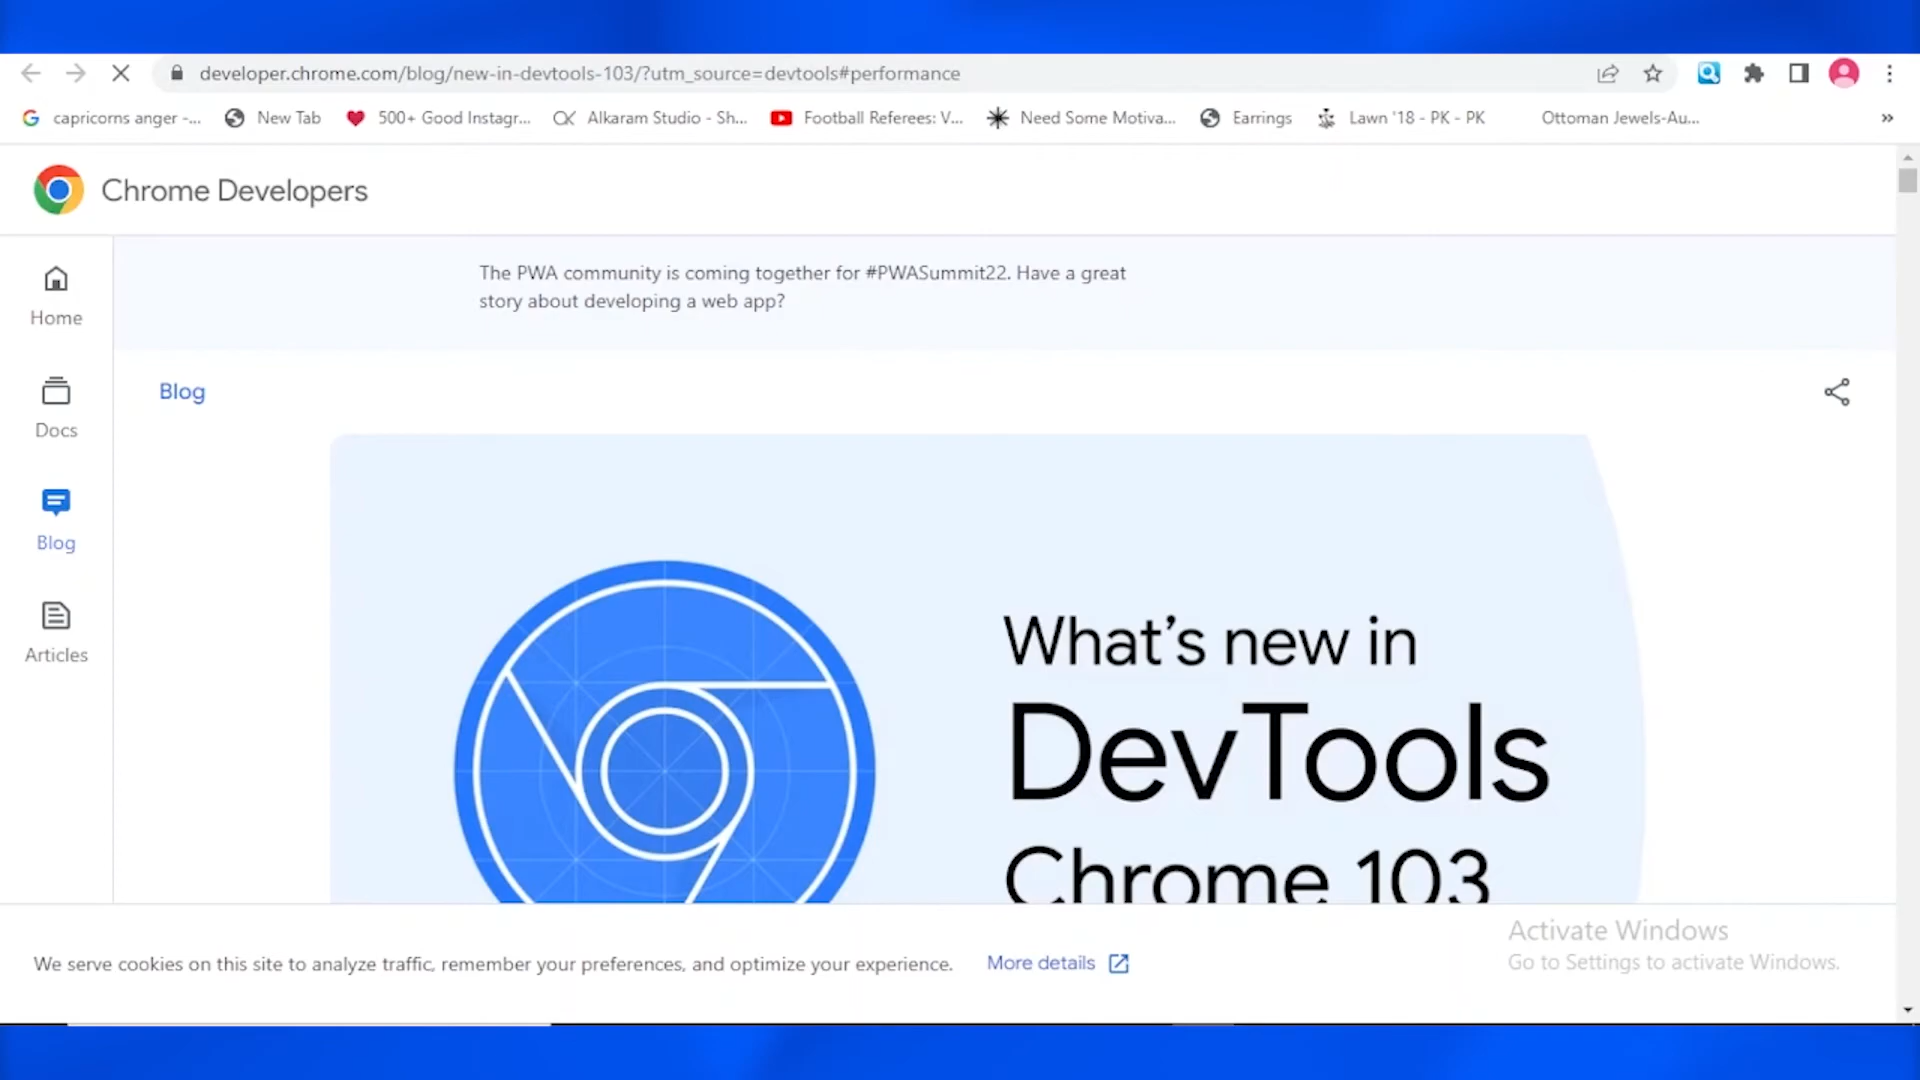 developer.chrome.com/blog/new-in-devtools-103/?utm_source=devtools#performance
capricorns anger -... New Tab 500+ Good Instagr... Alkaram Studio - Sh... Football Referees: V... Need Some Motiva... Earrings Lawn '18 - PK - PK Ottoman Jewels-Au... »
Chrome Developers
The PWA community is coming together for #PWASummit22. Have a great
story about developing a web app?
Home
Docs
Blog
Articles
Blog
What's new in
DevTools
Chrome 103
We serve cookies on this site to analyze traffic, remember your preferences, and optimize your experience. More details
Activate Windows
Go to Settings to activate Windows.